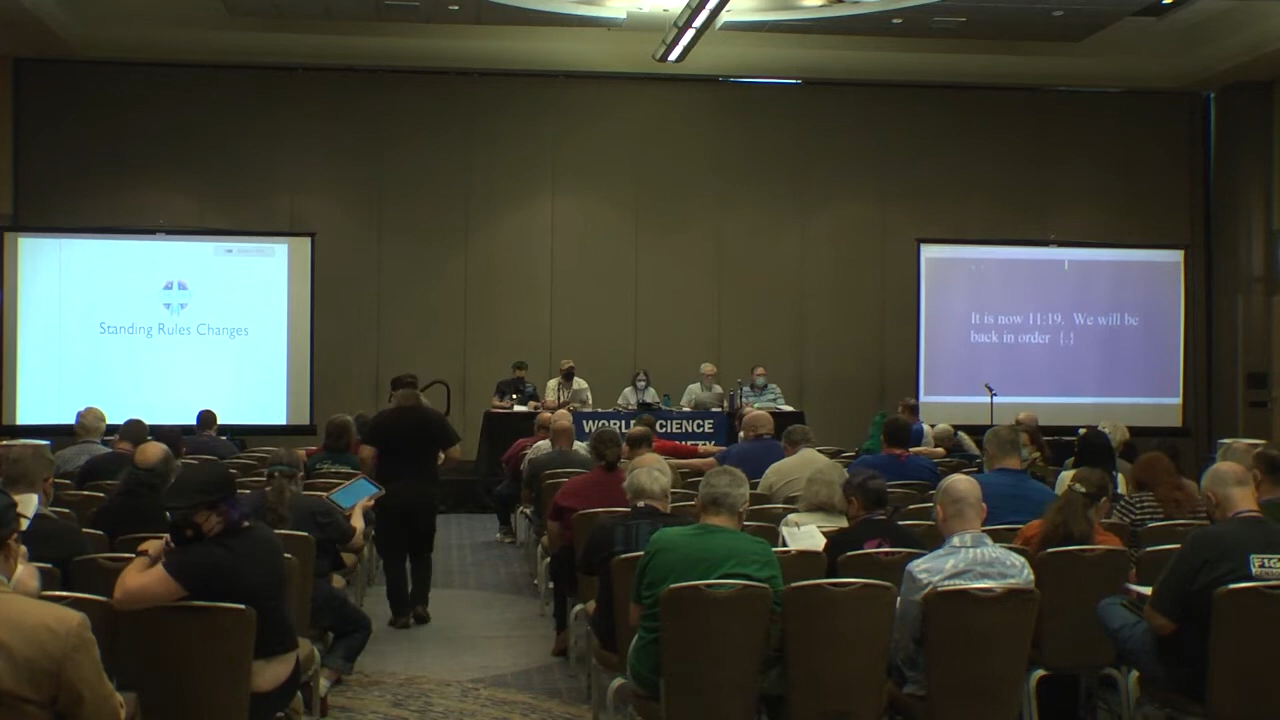 Standing Rules Changes
It is now 11:19. We will be
back in order {.}
WORLD SCIENCE